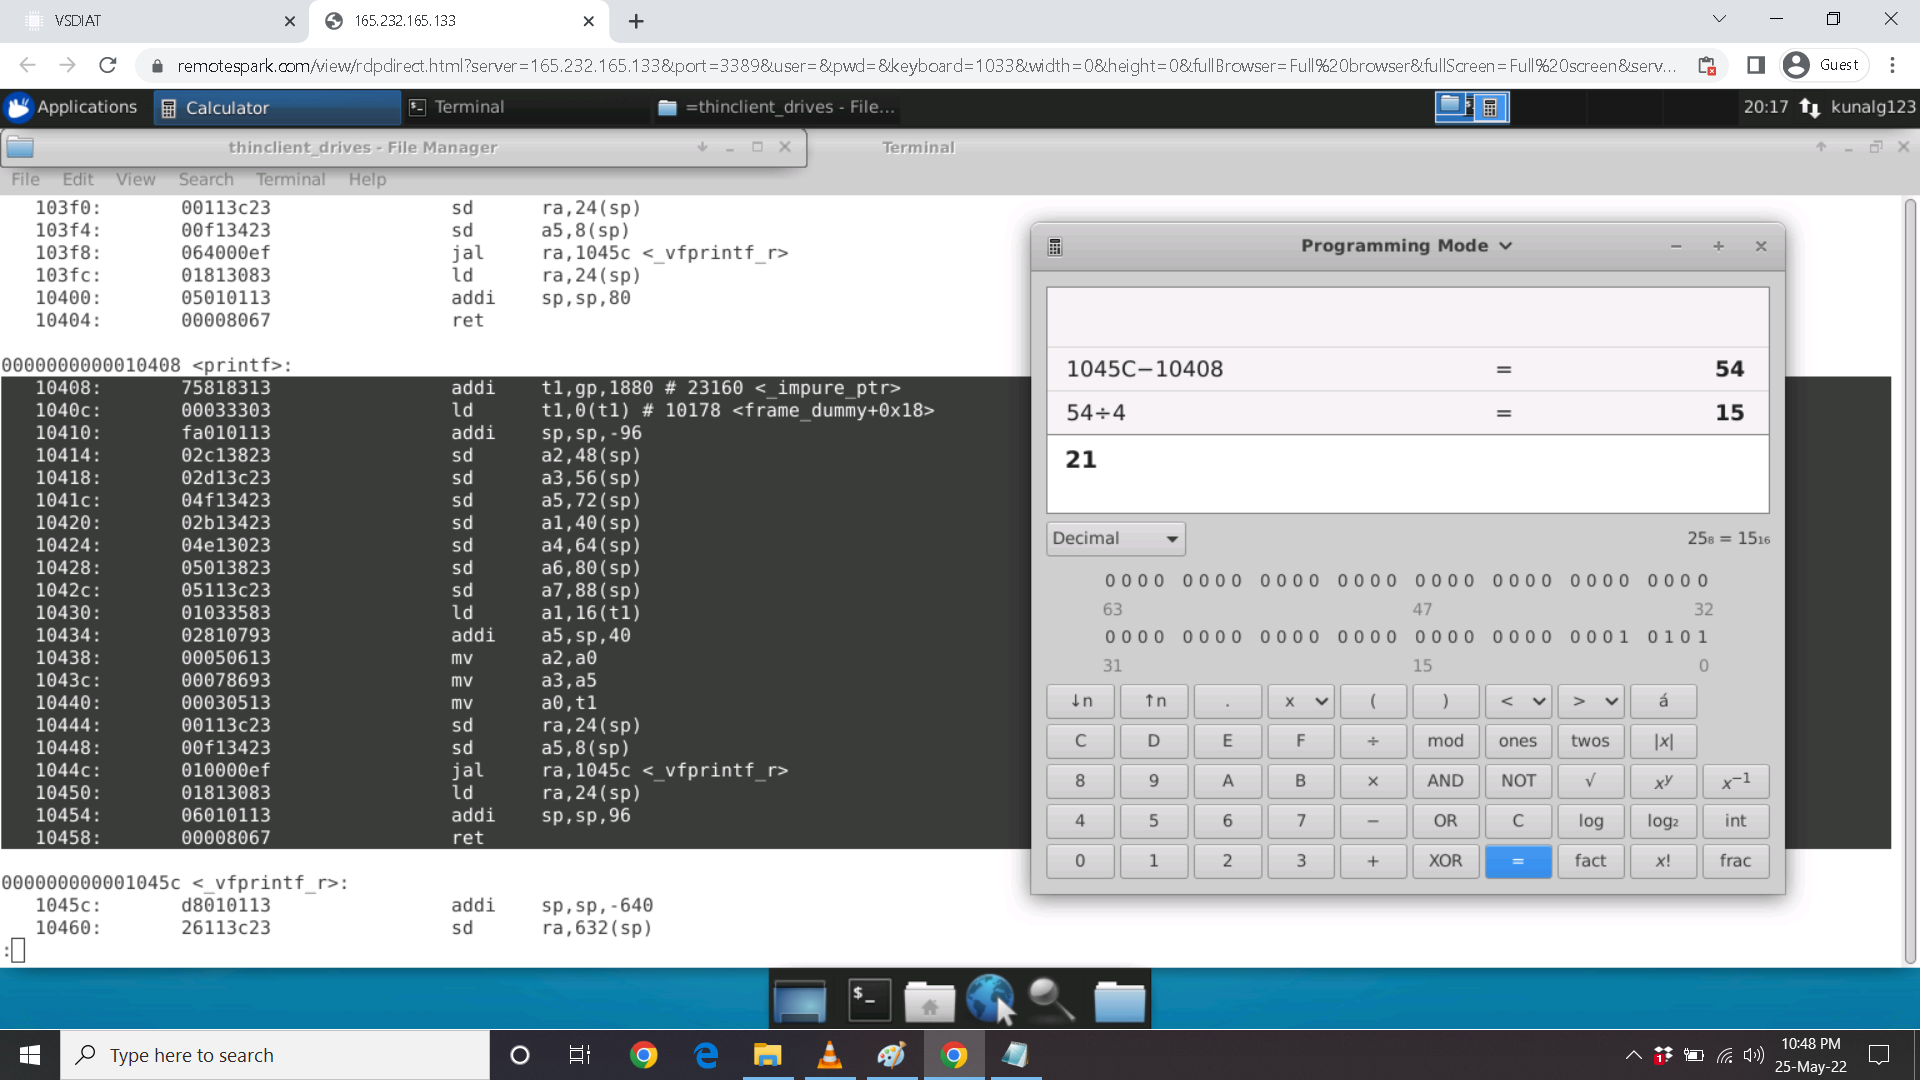 VSDIAT
165.232.165.133
remotespark.com/view/rdpdirect.html?server=165.232.165.133&port=3389&user=&pwd=&keyboard=1033&width=0&height=0&fullBrowser=Full%20browser&fullScreen=Full%20screen&serv...
Guest
Applications
Calculator
Terminal
=thinclient_drives - File...
20:17
kunalg123
thinclient_drives - File Manager
Terminal
File Edit View Search Terminal Help
103f0: 00113c23 sd ra,24(sp)
103f4: 00f13423 sd a5,8(sp)
103f8: 064000ef jal ra,1045c <_vfprintf_r>
103fc: 01813083 ld ra,24(sp)
10400: 05010113 addi sp,sp,80
10404: 00008067 ret
0000000000010408 <printf>:
10408: 75818313 addi t1,gp,1880 # 23160 <_impure_ptr>
1040c: 00033303 ld t1,0(t1) # 10178 <frame_dummy+0x18>
10410: fa010113 addi sp,sp,-96
10414: 02c13823 sd a2,48(sp)
10418: 02d13c23 sd a3,56(sp)
1041c: 04f13423 sd a5,72(sp)
10420: 02b13423 sd a1,40(sp)
10424: 04e13023 sd a4,64(sp)
10428: 05013823 sd a6,80(sp)
1042c: 05113c23 sd a7,88(sp)
10430: 01033583 ld a1,16(t1)
10434: 02810793 addi a5,sp,40
10438: 00050613 mv a2,a0
1043c: 00078693 mv a3,a5
10440: 00030513 mv a0,t1
10444: 00113c23 sd ra,24(sp)
10448: 00f13423 sd a5,8(sp)
1044c: 010000ef jal ra,1045c <_vfprintf_r>
10450: 01813083 ld ra,24(sp)
10454: 06010113 addi sp,sp,96
10458: 00008067 ret
000000000001045c <_vfprintf_r>:
1045c: d8010113 addi sp,sp,-640
10460: 26113c23 sd ra,632(sp)
:
Programming Mode
1045C−10408 = 54
54÷4 = 15
21
Decimal
25₈ = 15₁₆
0000 0000 0000 0000 0000 0000 0000 0000
63 47 32
0000 0000 0000 0000 0000 0000 0001 0101
31 15 0
↓n ↑n . x ( ) < > á
C D E F ÷ mod ones twos |x|
8 9 A B × AND NOT √ xʸ x⁻¹
4 5 6 7 − OR C log log₂ int
0 1 2 3 + XOR = fact x! frac
$_
Type here to search
1
10:48 PM
25-May-22